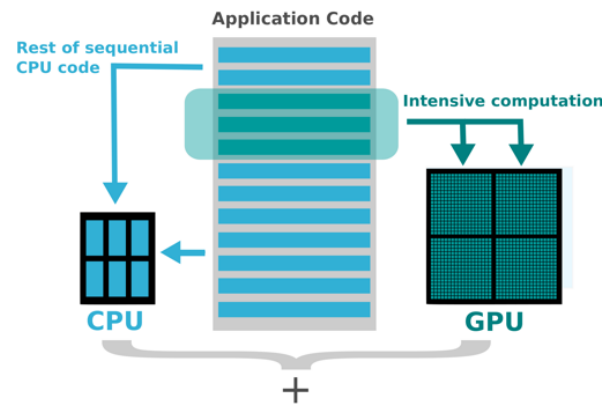 Application Code
Rest of sequential
CPU code
Intensive computation
CPU
GPU
+